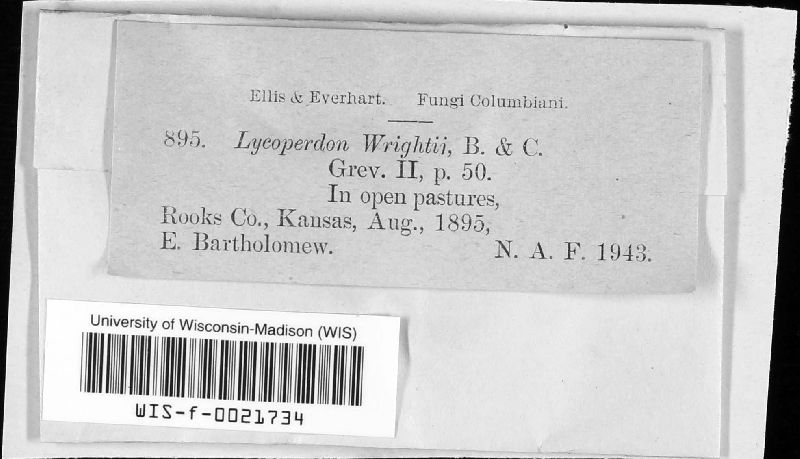 Ellis & Everhart. Fungi Columbiani.
895. Lycoperdon Wrightii, B. & C.
Grev. II, p. 50.
In open pastures,
Rooks Co., Kansas, Aug., 1895,
E. Bartholomew. N. A. F. 1943.
University of Wisconsin-Madison (WIS)
WIS-f-0021734